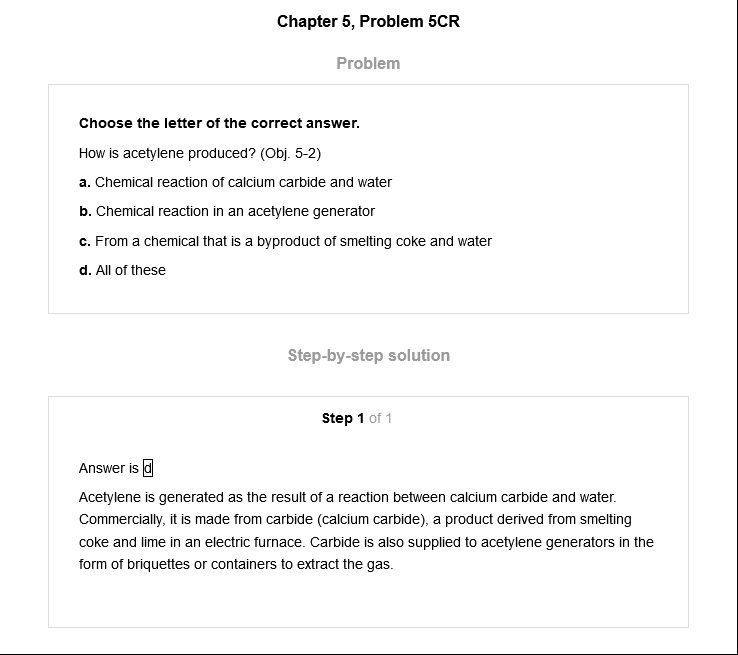 Chapter 5, Problem 5CR
Problem
Choose the letter of the correct answer.
How is acetylene produced? (Obj. 5-2)
a. Chemical reaction of calcium carbide and water
b. Chemical reaction in an acetylene generator
c. From a chemical that is a byproduct of smelting coke and water
d. All of these
Step-by-step solution
Step 1 of 1
Answer is d
Acetylene is generated as the result of a reaction between calcium carbide and water.
Commercially, it is made from carbide (calcium carbide), a product derived from smelting
coke and lime in an electric furnace. Carbide is also supplied to acetylene generators in the
form of briquettes or containers to extract the gas.